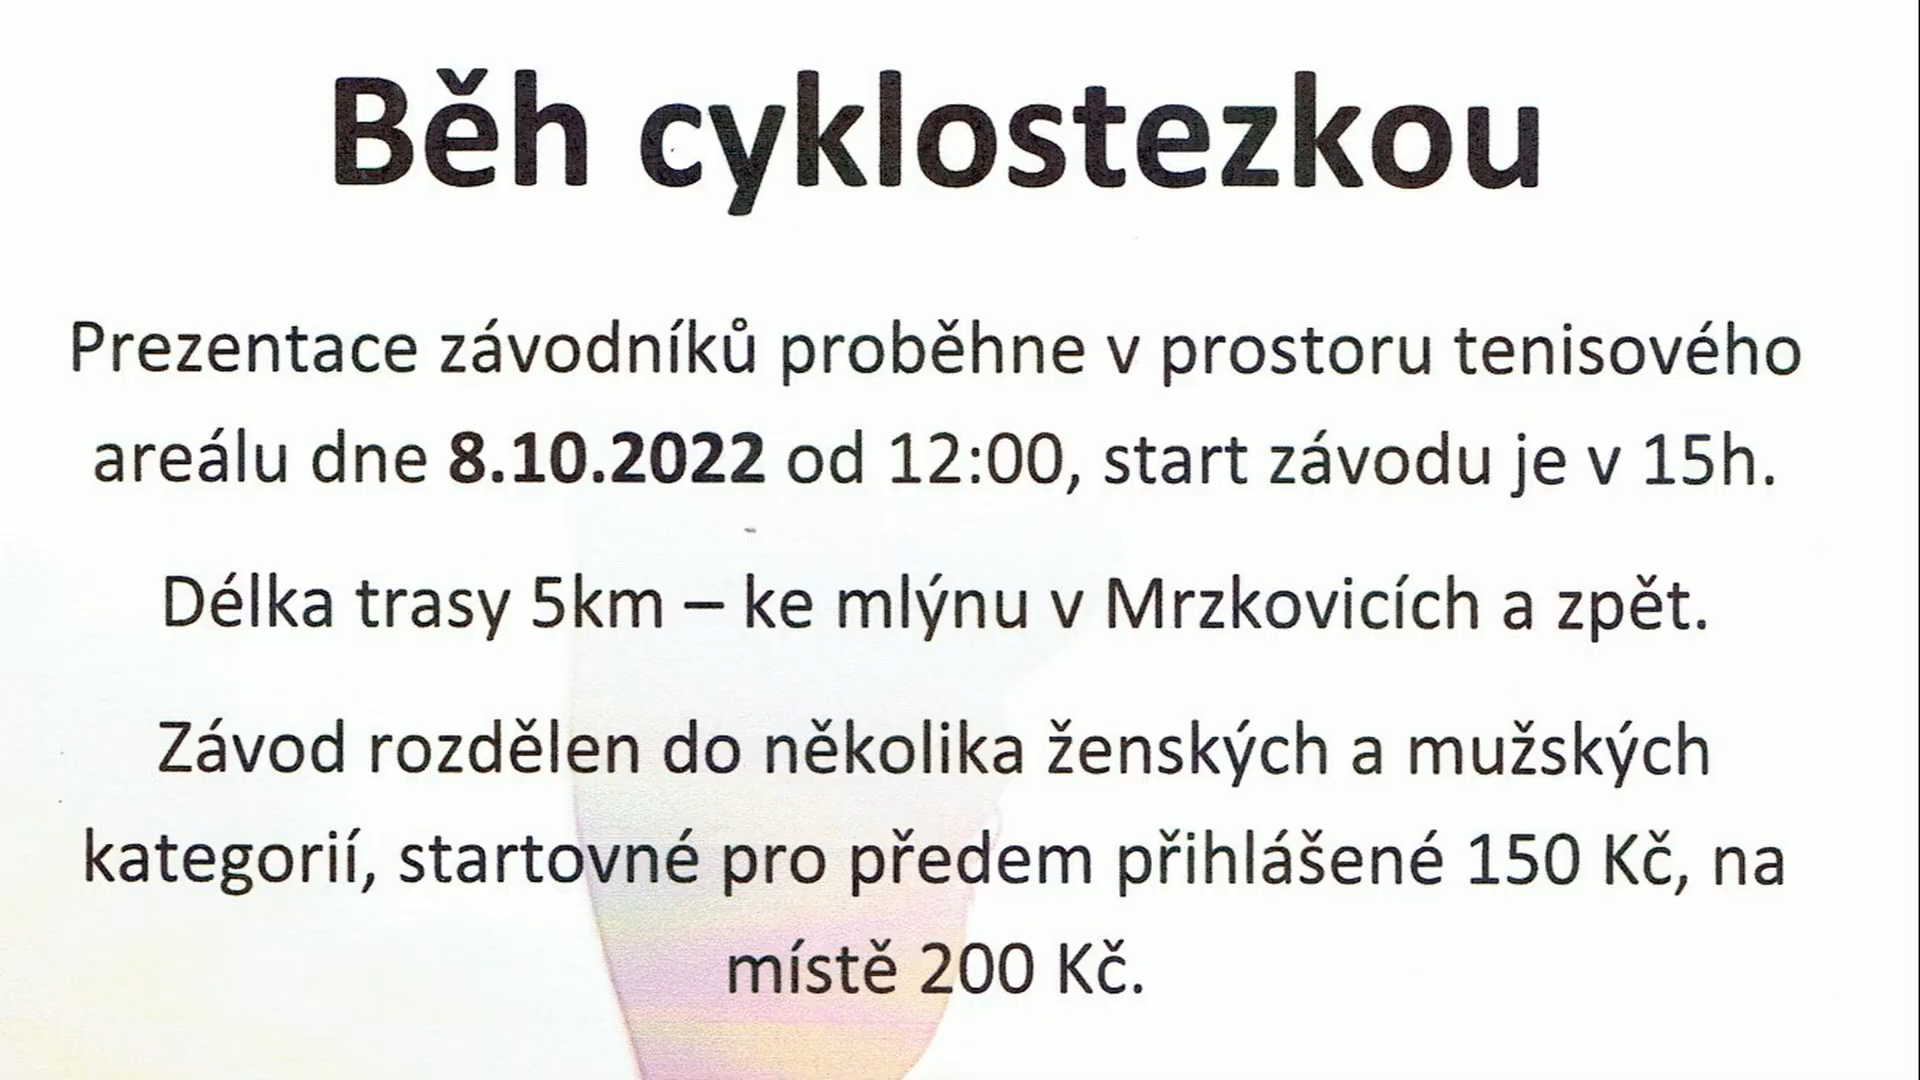 Běh cyklostezkou
Prezentace závodníků proběhne v prostoru tenisového
areálu dne 8.10.2022 od 12:00, start závodu je v 15h.
Délka trasy 5km – ke mlýnu v Mrzkovicích a zpět.
Závod rozdělen do několika ženských a mužských
kategorií, startovné pro předem přihlášené 150 Kč, na
místě 200 Kč.